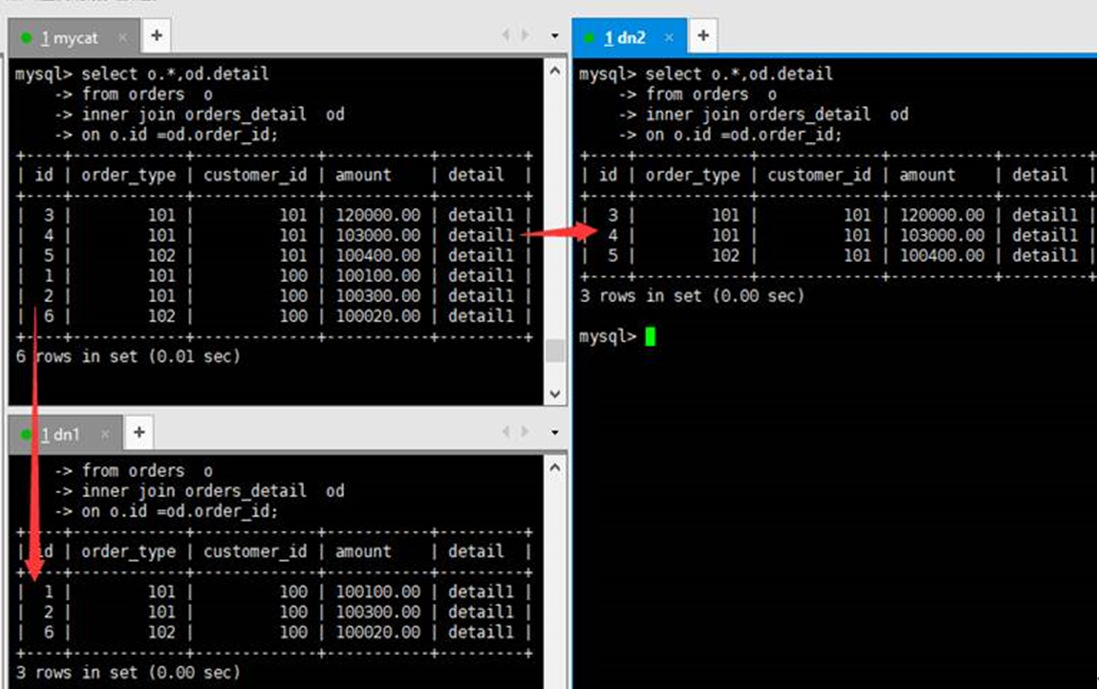 1 mycat × +
mysql> select o.*,od.detail
-> from orders o
-> inner join orders_detail od
-> on o.id =od.order_id;
+----+------------+-------------+-----------+---------+
| id | order_type | customer_id | amount | detail |
+----+------------+-------------+-----------+---------+
| 3 | 101 | 101 | 120000.00 | detail1 |
| 4 | 101 | 101 | 103000.00 | detail1 |
| 5 | 102 | 101 | 100400.00 | detail1 |
| 1 | 101 | 100 | 100100.00 | detail1 |
| 2 | 101 | 100 | 100300.00 | detail1 |
| 6 | 102 | 100 | 100020.00 | detail1 |
+----+------------+-------------+-----------+---------+
6 rows in set (0.01 sec)
1 dn1 × +
-> from orders o
-> inner join orders_detail od
-> on o.id =od.order_id;
+----+------------+-------------+-----------+---------+
| id | order_type | customer_id | amount | detail |
+----+------------+-------------+-----------+---------+
| 1 | 101 | 100 | 100100.00 | detail1 |
| 2 | 101 | 100 | 100300.00 | detail1 |
| 6 | 102 | 100 | 100020.00 | detail1 |
+----+------------+-------------+-----------+---------+
3 rows in set (0.00 sec)
1 dn2 × +
mysql> select o.*,od.detail
-> from orders o
-> inner join orders_detail od
-> on o.id =od.order_id;
+----+------------+-------------+-----------+---------+
| id | order_type | customer_id | amount | detail |
+----+------------+-------------+-----------+---------+
| 3 | 101 | 101 | 120000.00 | detail1 |
| 4 | 101 | 101 | 103000.00 | detail1 |
| 5 | 102 | 101 | 100400.00 | detail1 |
+----+------------+-------------+-----------+---------+
3 rows in set (0.00 sec)
mysql>